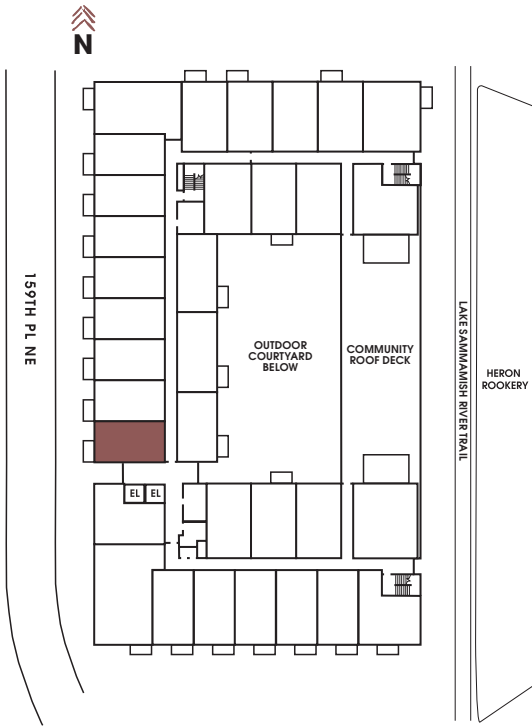 N
159TH PL NE
OUTDOOR
COURTYARD
BELOW
COMMUNITY
ROOF DECK
LAKE SAMMAMISH RIVER TRAIL
HERON
ROOKERY
EL EL